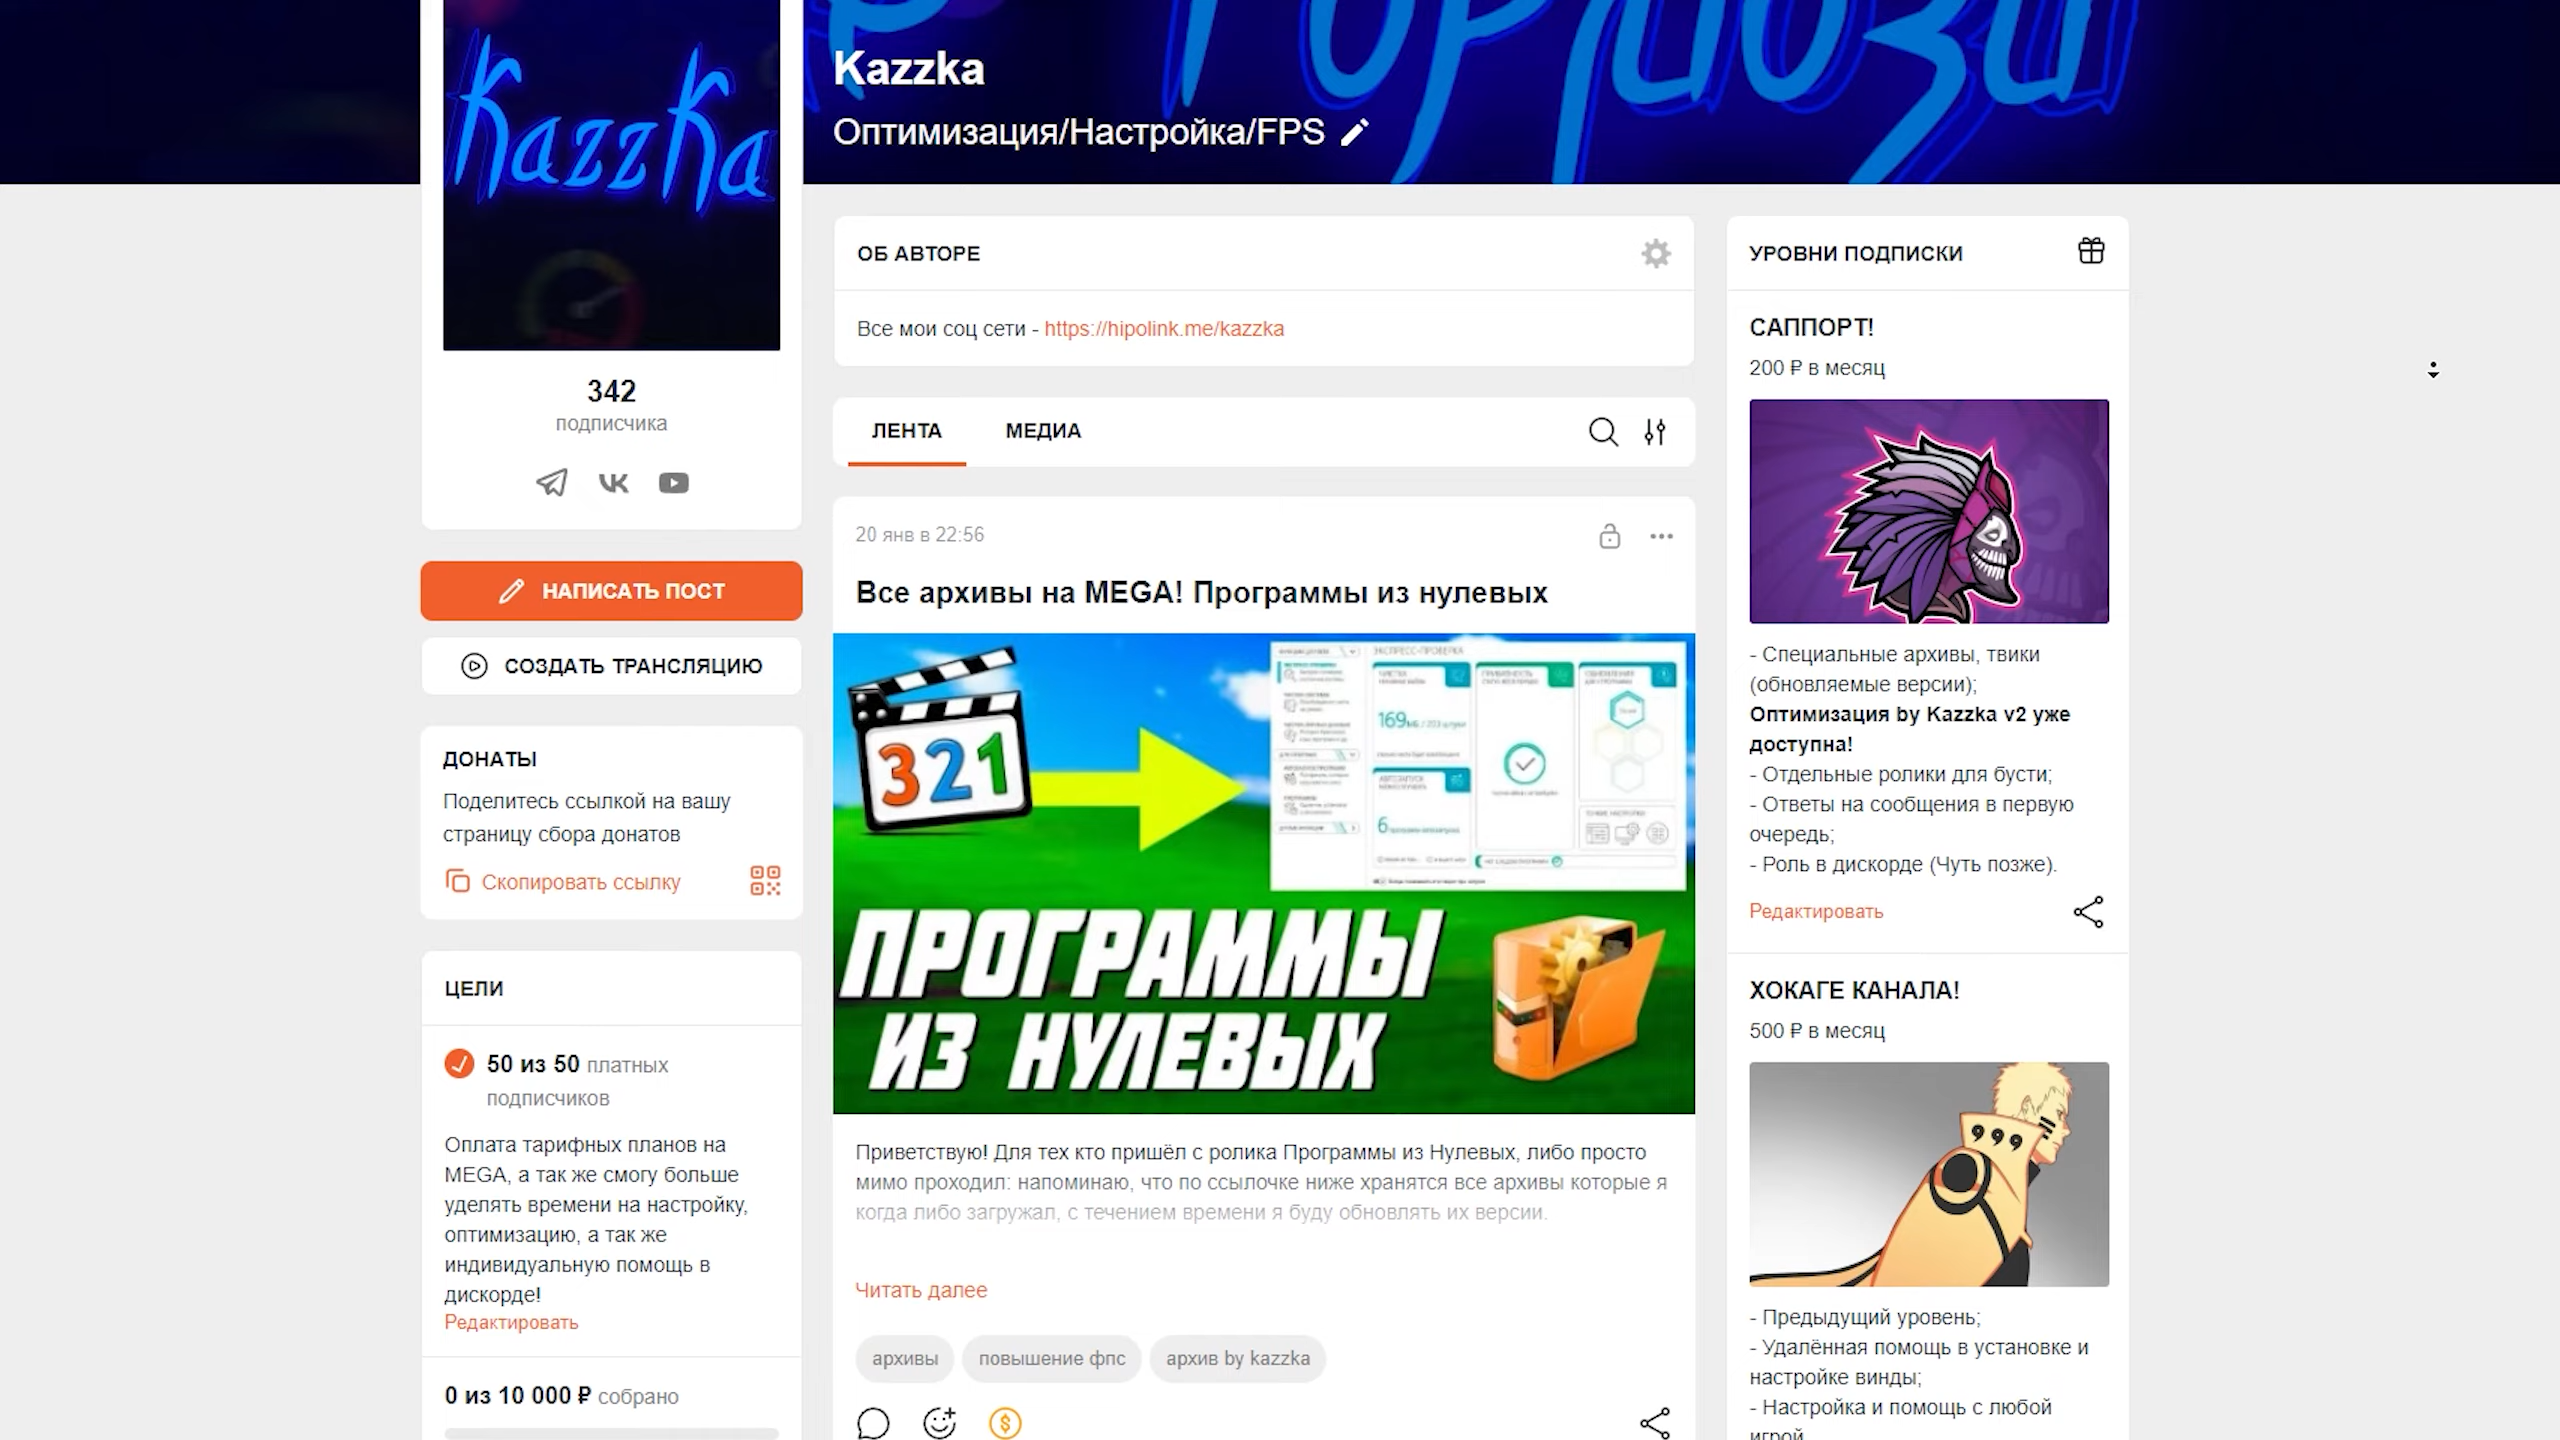 KazzKa
Тормози
Kazzka
Оптимизация/Настройка/FPS
342
подписчика
НАПИСАТЬ ПОСТ
СОЗДАТЬ ТРАНСЛЯЦИЮ
ДОНАТЫ
Поделитесь ссылкой на вашу
страницу сбора донатов
Скопировать ссылку
ЦЕЛИ
50 из 50 платных
подписчиков
Оплата тарифных планов на
MEGA, а так же смогу больше
уделять времени на настройку,
оптимизацию, а так же
индивидуальную помощь в
дискорде!
Редактировать
0 из 10 000 ₽ собрано
ОБ АВТОРЕ
Все мои соц сети - https://hipolink.me/kazzka
ЛЕНТА МЕДИА
20 янв в 22:56
Все архивы на MEGA! Программы из нулевых
321
ЭКСПРЕСС-ПРОВЕРКА
169
6
ПРОГРАММЫ
ИЗ НУЛЕВЫХ
Приветствую! Для тех кто пришёл с ролика Программы из Нулевых, либо просто
мимо проходил: напоминаю, что по ссылочке ниже хранятся все архивы которые я
когда либо загружал, с течением времени я буду обновлять их версии.
Читать далее
архивы
повышение фпс
архив by kazzka
УРОВНИ ПОДПИСКИ
САППОРТ!
200 ₽ в месяц
- Специальные архивы, твики
(обновляемые версии);
Оптимизация by Kazzka v2 уже
доступна!
- Отдельные ролики для бусти;
- Ответы на сообщения в первую
очередь;
- Роль в дискорде (Чуть позже).
Редактировать
ХОКАГЕ КАНАЛА!
500 ₽ в месяц
- Предыдущий уровень;
- Удалённая помощь в установке и
настройке винды;
- Настройка и помощь с любой
игрой